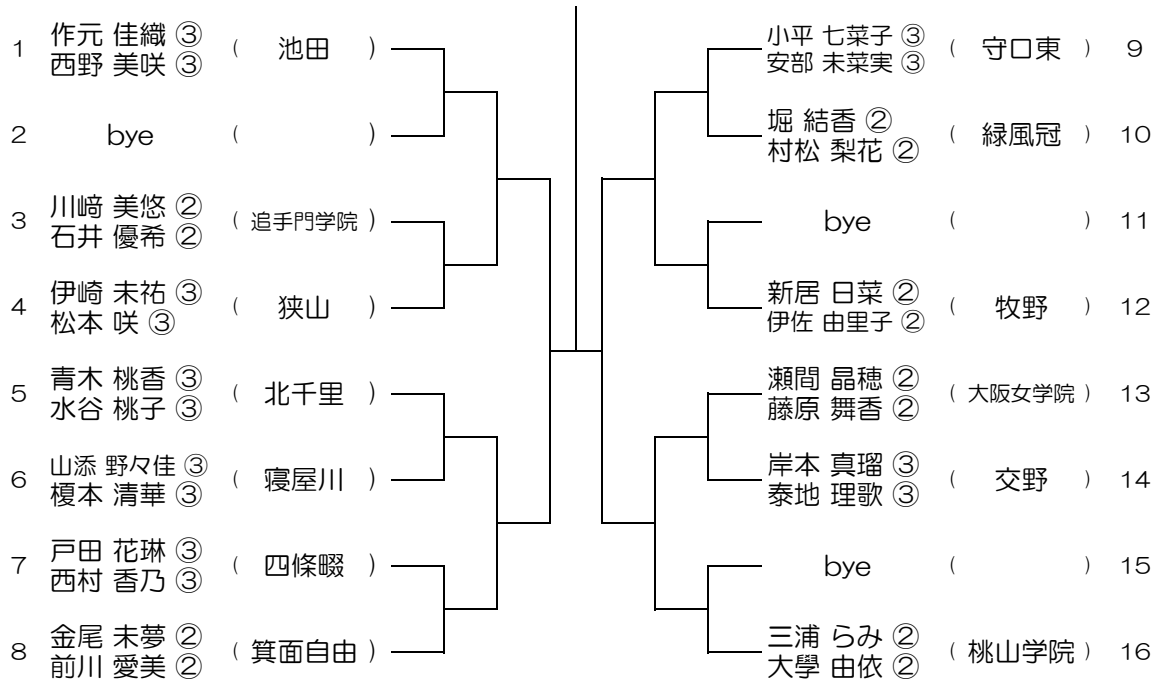 1 作元 佳織 ③ ( 池田 )
西野 美咲 ③
2 bye ( )
3 川﨑 美悠 ② ( 追手門学院 )
石井 優希 ②
4 伊崎 未祐 ③ ( 狭山 )
松本 咲 ③
5 青木 桃香 ③ ( 北千里 )
水谷 桃子 ③
6 山添 野々佳 ③ ( 寝屋川 )
榎本 清華 ③
7 戸田 花琳 ③ ( 四條畷 )
西村 香乃 ③
8 金尾 未夢 ② ( 箕面自由 )
前川 愛美 ②
小平 七菜子 ③ ( 守口東 ) 9
安部 未菜実 ③
堀 結香 ② ( 緑風冠 ) 10
村松 梨花 ②
bye ( ) 11
新居 日菜 ② ( 牧野 ) 12
伊佐 由里子 ②
瀬間 晶穂 ② ( 大阪女学院 ) 13
藤原 舞香 ②
岸本 真瑠 ③ ( 交野 ) 14
泰地 理歌 ③
bye ( ) 15
三浦 らみ ② ( 桃山学院 ) 16
大學 由依 ②